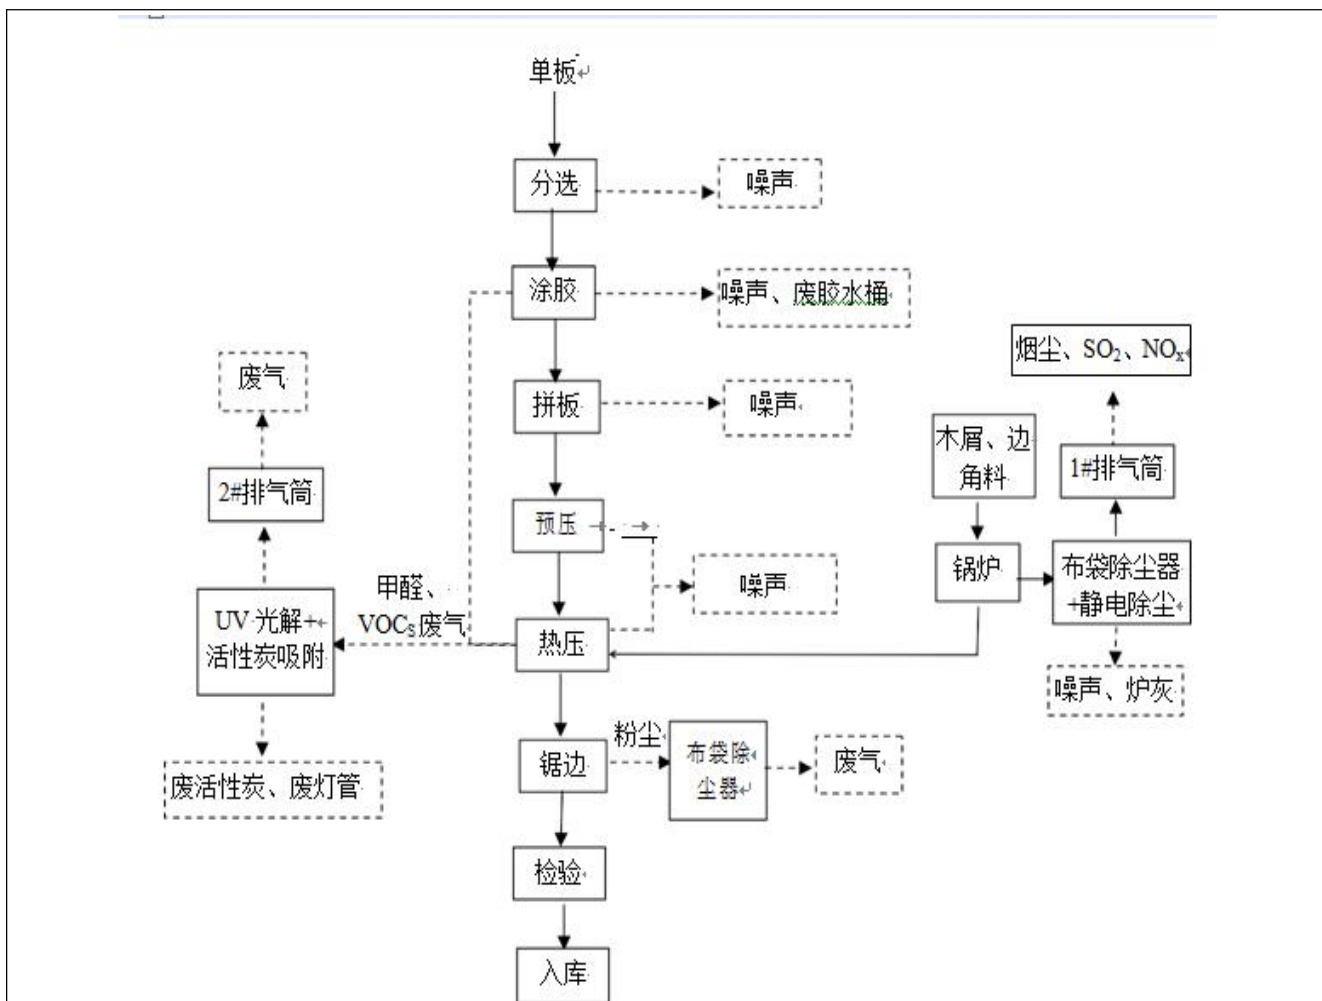 单板
分选
噪声
涂胶
噪声、废胶水桶
烟尘、SO₂、NOₓ
废气
拼板
噪声
木屑、边
角料
1#排气筒
2#排气筒
预压
锅炉
布袋除尘器
+静电除尘
噪声
甲醛、
VOCS废气
UV 光解+
活性炭吸附
热压
噪声、炉灰
粉尘
锯边
布袋除
尘器
废气
废活性炭、废灯管
检验
入库